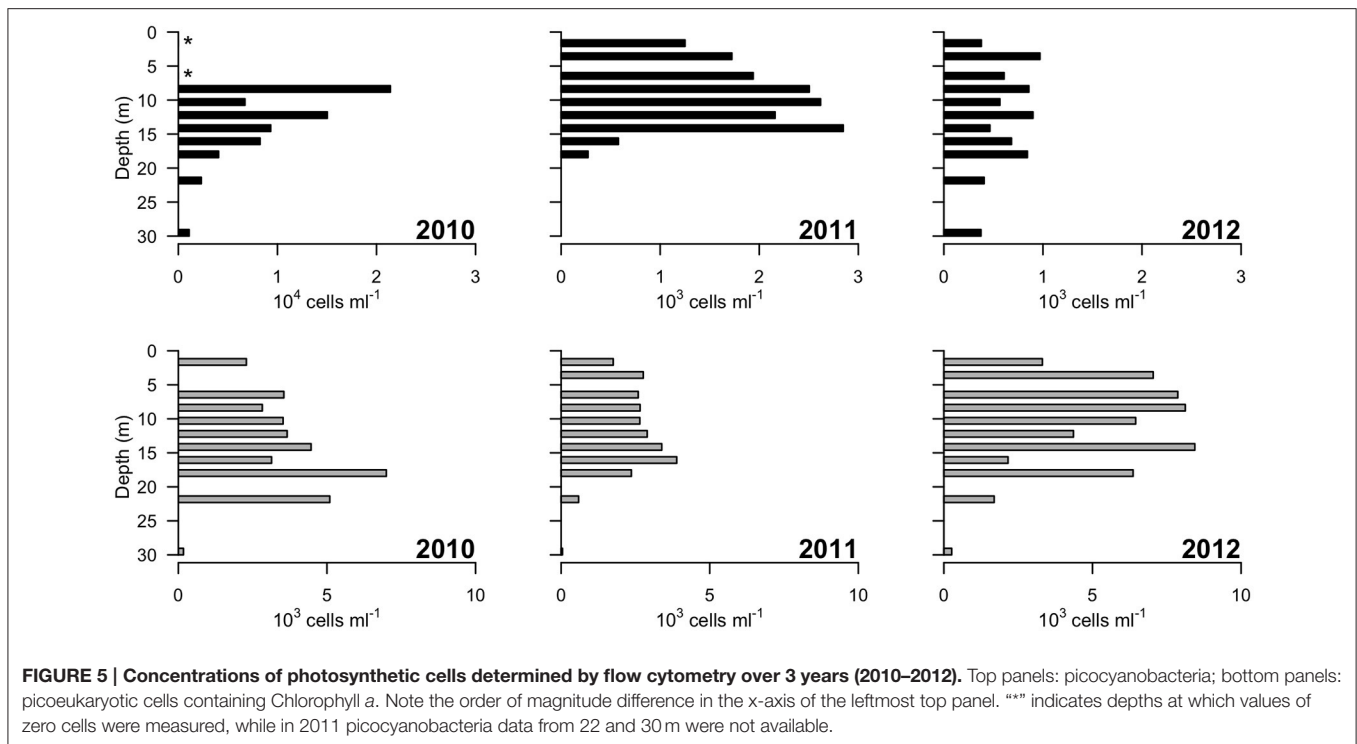 0
5
10
15
20
25
30
Depth (m)
*
*
2010
2011
2012
0 1 2 3
0 1 2 3
0 1 2 3
10⁴ cells ml⁻¹
10³ cells ml⁻¹
10³ cells ml⁻¹
0
5
10
15
20
25
30
Depth (m)
2010
2011
2012
0 5 10
0 5 10
0 5 10
10³ cells ml⁻¹
10³ cells ml⁻¹
10³ cells ml⁻¹
FIGURE 5 | Concentrations of photosynthetic cells determined by flow cytometry over 3 years (2010–2012). Top panels: picocyanobacteria; bottom panels:
picoeukaryotic cells containing Chlorophyll a. Note the order of magnitude difference in the x-axis of the leftmost top panel. “*” indicates depths at which values of
zero cells were measured, while in 2011 picocyanobacteria data from 22 and 30 m were not available.